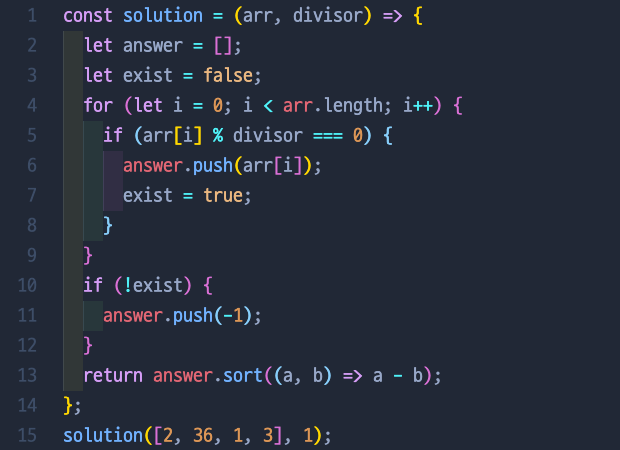 1 const solution = (arr, divisor) => {
2 let answer = [];
3 let exist = false;
4 for (let i = 0; i < arr.length; i++) {
5 if (arr[i] % divisor === 0) {
6 answer.push(arr[i]);
7 exist = true;
8 }
9 }
10 if (!exist) {
11 answer.push(-1);
12 }
13 return answer.sort((a, b) => a - b);
14 };
15 solution([2, 36, 1, 3], 1);